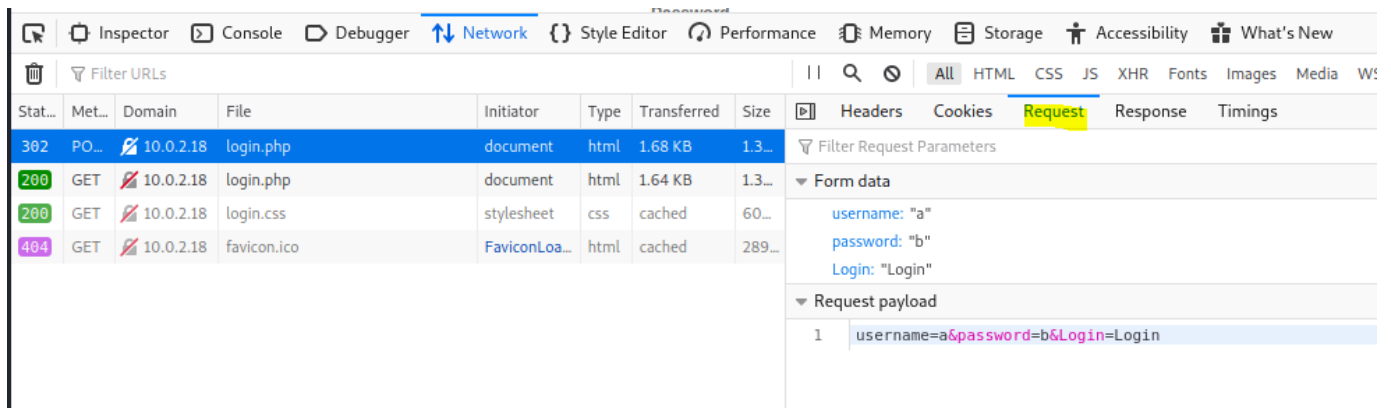 Inspector Console Debugger Network Style Editor Performance Memory Storage Accessibility What's New
Filter URLs All HTML CSS JS XHR Fonts Images Media
Stat... Met... Domain File Initiator Type Transferred Size Headers Cookies Request Response Timings
302 PO... 10.0.2.18 login.php document html 1.68 KB 1.3... Filter Request Parameters
200 GET 10.0.2.18 login.php document html 1.64 KB 1.3... Form data
200 GET 10.0.2.18 login.css stylesheet css cached 60... username: "a"
password: "b"
404 GET 10.0.2.18 favicon.ico FaviconLoa... html cached 289...
Login: "Login"
Request payload
1 username=a&password=b&Login=Login